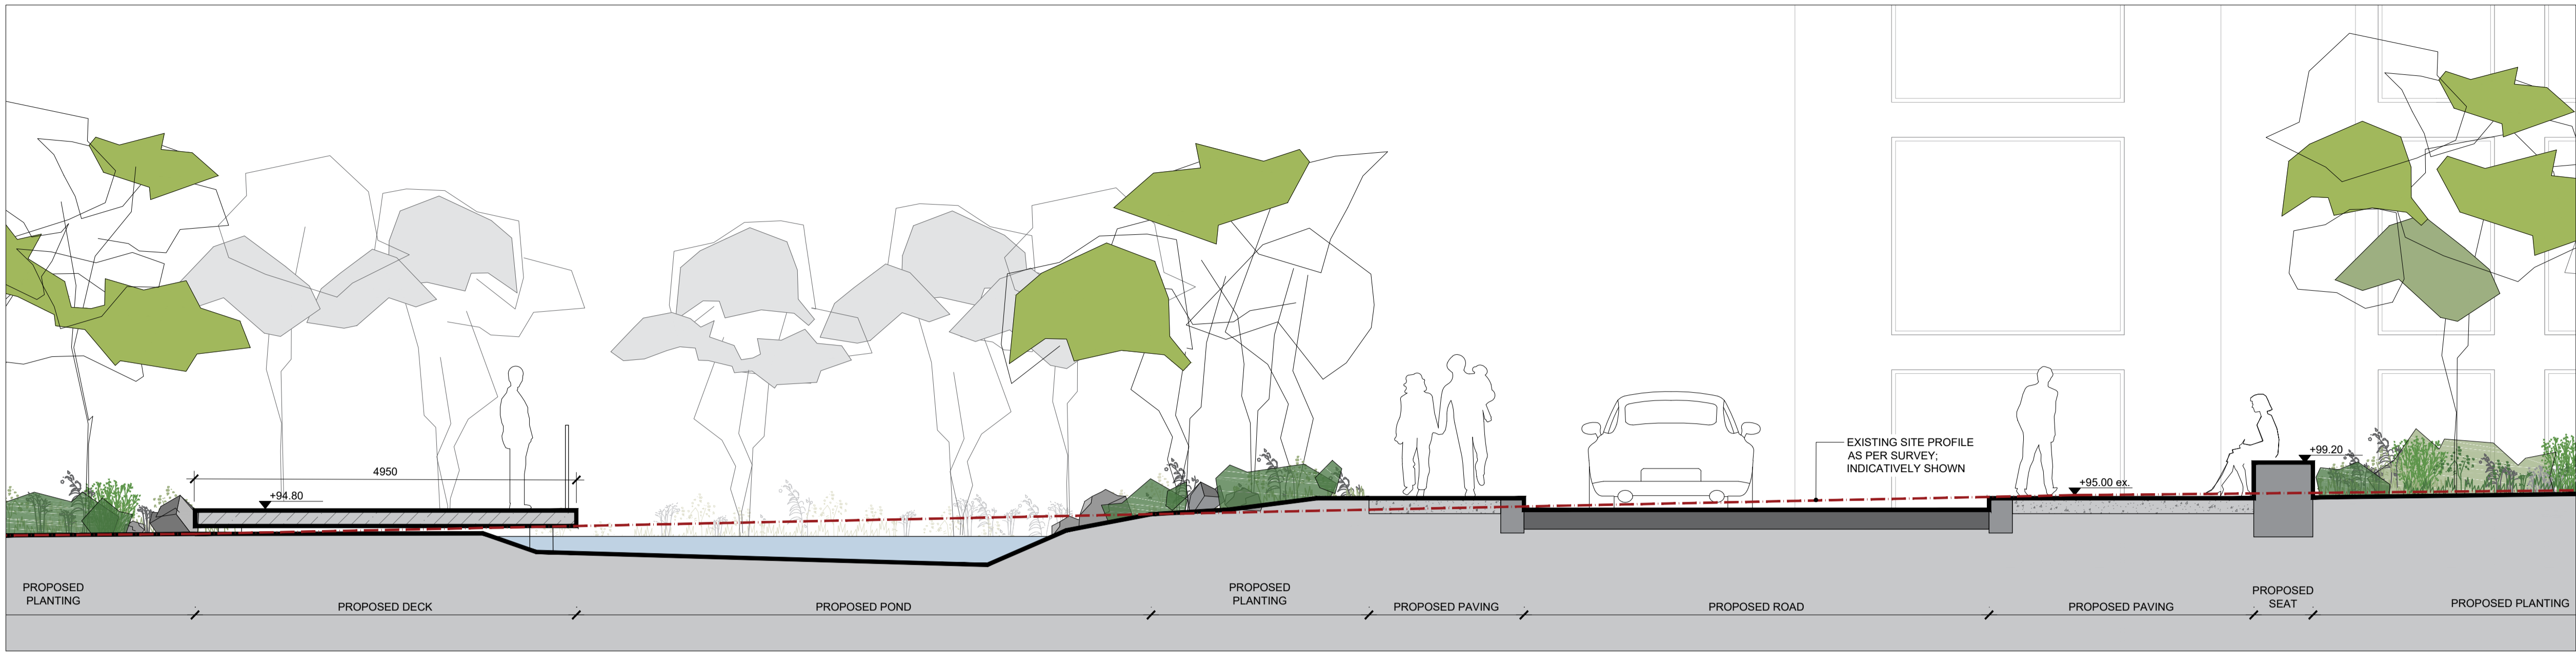 EXISTING SITE PROFILE
AS PER SURVEY;
INDICATIVELY SHOWN
+99.20
4950
+95.00 ex.
+94.80
PROPOSED
PLANTING
PROPOSED DECK
PROPOSED POND
PROPOSED
PLANTING
PROPOSED PAVING
PROPOSED ROAD
PROPOSED PAVING
PROPOSED
SEAT
PROPOSED PLANTING